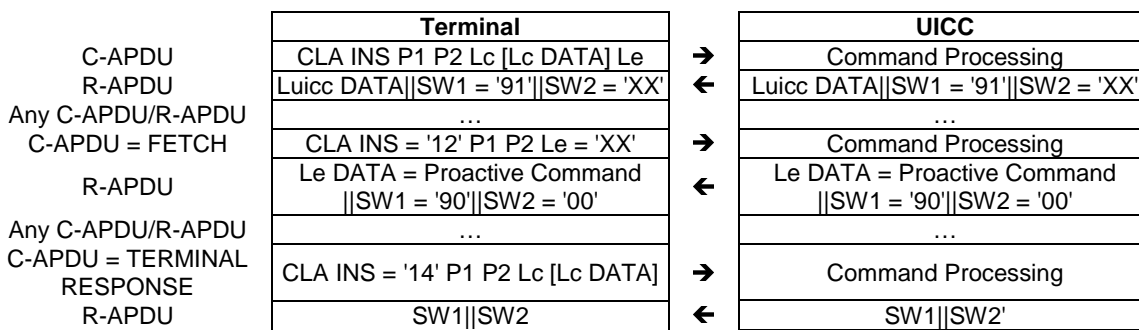 Terminal UICC
C-APDU CLA INS P1 P2 Lc [Lc DATA] Le → Command Processing
R-APDU Luicc DATA||SW1 = '91'||SW2 = 'XX' ← Luicc DATA||SW1 = '91'||SW2 = 'XX'
Any C-APDU/R-APDU … …
C-APDU = FETCH CLA INS = '12' P1 P2 Le = 'XX' → Command Processing
R-APDU Le DATA = Proactive Command ||SW1 = '90'||SW2 = '00' ← Le DATA = Proactive Command ||SW1 = '90'||SW2 = '00'
Any C-APDU/R-APDU … …
C-APDU = TERMINAL RESPONSE CLA INS = '14' P1 P2 Lc [Lc DATA] → Command Processing
R-APDU SW1||SW2 ← SW1||SW2'